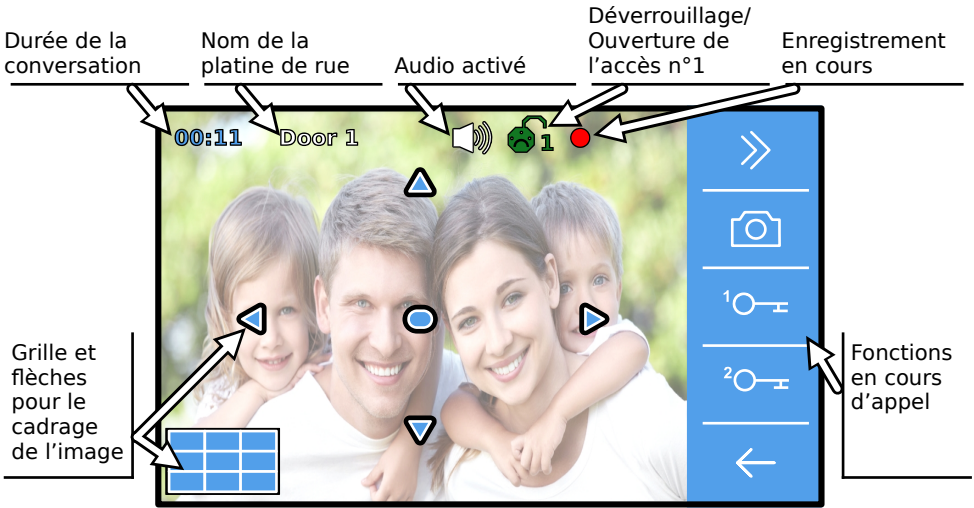 Durée de la
conversation
Nom de la
platine de rue
Audio activé
Déverrouillage/
Ouverture de
l’accès n°1
Enregistrement
en cours
00:11
Door 1
1
1
2
Grille et
flèches
pour le
cadrage
de l’image
Fonctions
en cours
d’appel